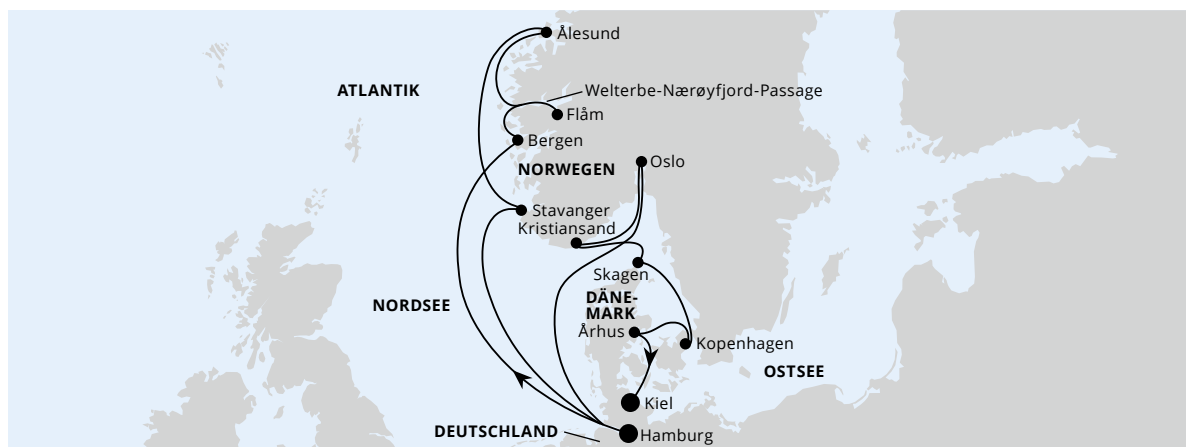 Ålesund
ATLANTIK
Welterbe-Nærøyfjord-Passage
Flåm
Bergen
Oslo
NORWEGEN
Stavanger
Kristiansand
Skagen
NORDSEE
DÄNE-
MARK
Århus
Kopenhagen
OSTSEE
Kiel
DEUTSCHLAND
Hamburg